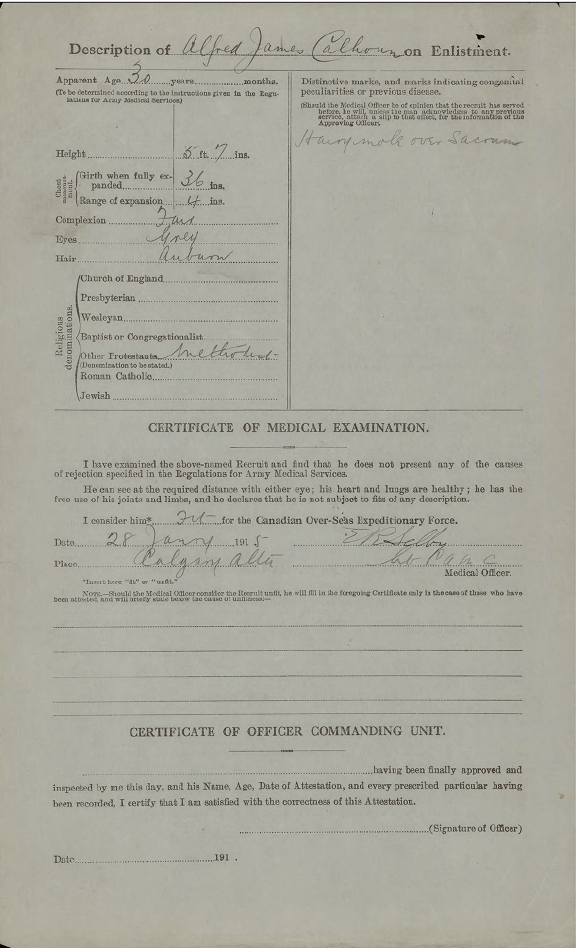 Description of Alfred James Calhoun on Enlistment.
Apparent Age 30 years months.
(To be determined according to the instructions given in the Regu-
lations for Army Medical Services)
Height 5 ft. 7 ins.
Chest measurement.
Girth when fully ex-
panded 36 ins.
Range of expansion 4 ins.
Complexion Fair
Eyes Grey
Hair Auburn
Religious denominations.
Church of England
Presbyterian
Wesleyan
Baptist or Congregationalist
Other Protestants Methodist
(Denomination to be stated.)
Roman Catholic
Jewish
Distinctive marks, and marks indicating congenital
peculiarities or previous disease.
(Should the Medical Officer be of opinion that the recruit has served
before, he will, unless the man acknowledges to any previous
service, attach a slip to that effect, for the information of the
Approving Officer).
Hairy mole over Sacrum
CERTIFICATE OF MEDICAL EXAMINATION.
I have examined the above-named Recruit and find that he does not present any of the causes
of rejection specified in the Regulations for Army Medical Services.
He can see at the required distance with either eye; his heart and lungs are healthy; he has the
free use of his joints and limbs, and he declares that he is not subject to fits of any description.
I consider him* Fit for the Canadian Over-Seas Expeditionary Force.
Date 28 Jany 1915
Place Calgary Alta C A M C
Medical Officer.
*Insert here "fit" or "unfit."
NOTE.—Should the Medical Officer consider the Recruit unfit, he will fill in the foregoing Certificate only in the case of those who have
been attested, and will briefly state below the cause of unfitness:—
CERTIFICATE OF OFFICER COMMANDING UNIT.
having been finally approved and
inspected by me this day, and his Name, Age, Date of Attestation, and every prescribed particular having
been recorded, I certify that I am satisfied with the correctness of this Attestation.
(Signature of Officer)
Date 191 .